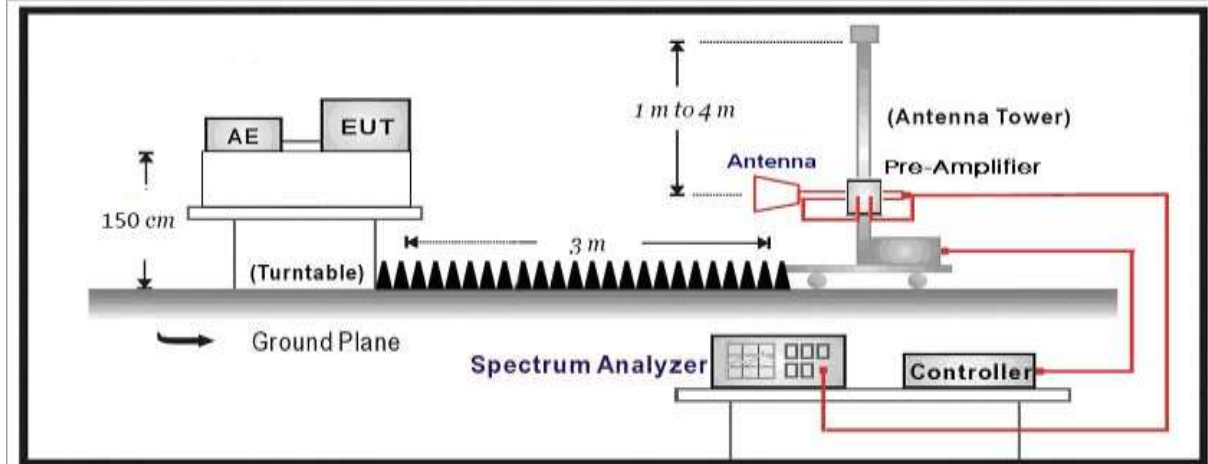 AE
EUT
150 cm
(Turntable)
3 m
1 m to 4 m
(Antenna Tower)
Antenna
Pre-Amplifier
Ground Plane
Spectrum Analyzer
Controller